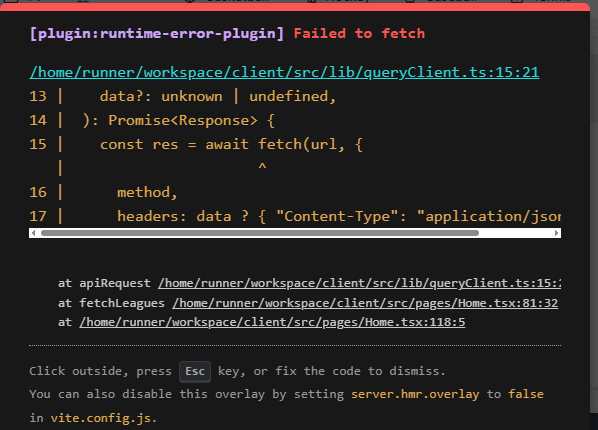 [plugin:runtime-error-plugin] Failed to fetch
/home/runner/workspace/client/src/lib/queryClient.ts:15:21
13 |    data?: unknown | undefined,
14 |  ): Promise<Response> {
15 |    const res = await fetch(url, {
   |                      ^
16 |      method,
17 |      headers: data ? { "Content-Type": "application/json
at apiRequest /home/runner/workspace/client/src/lib/queryClient.ts:15:2
at fetchLeagues /home/runner/workspace/client/src/pages/Home.tsx:81:32
at /home/runner/workspace/client/src/pages/Home.tsx:118:5
Click outside, press Esc key, or fix the code to dismiss.
You can also disable this overlay by setting server.hmr.overlay to false
in vite.config.js.